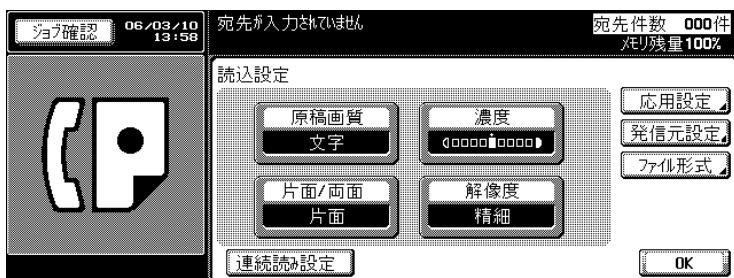 ジョブ確認
06/03/10
13:58
宛先が入力されていません
宛先件数 000件
メモリ残量100%
読込設定
原稿画質
文字
濃度
片面/両面
片面
解像度
精細
応用設定
発信元設定
ファイル形式
連続読み設定
OK